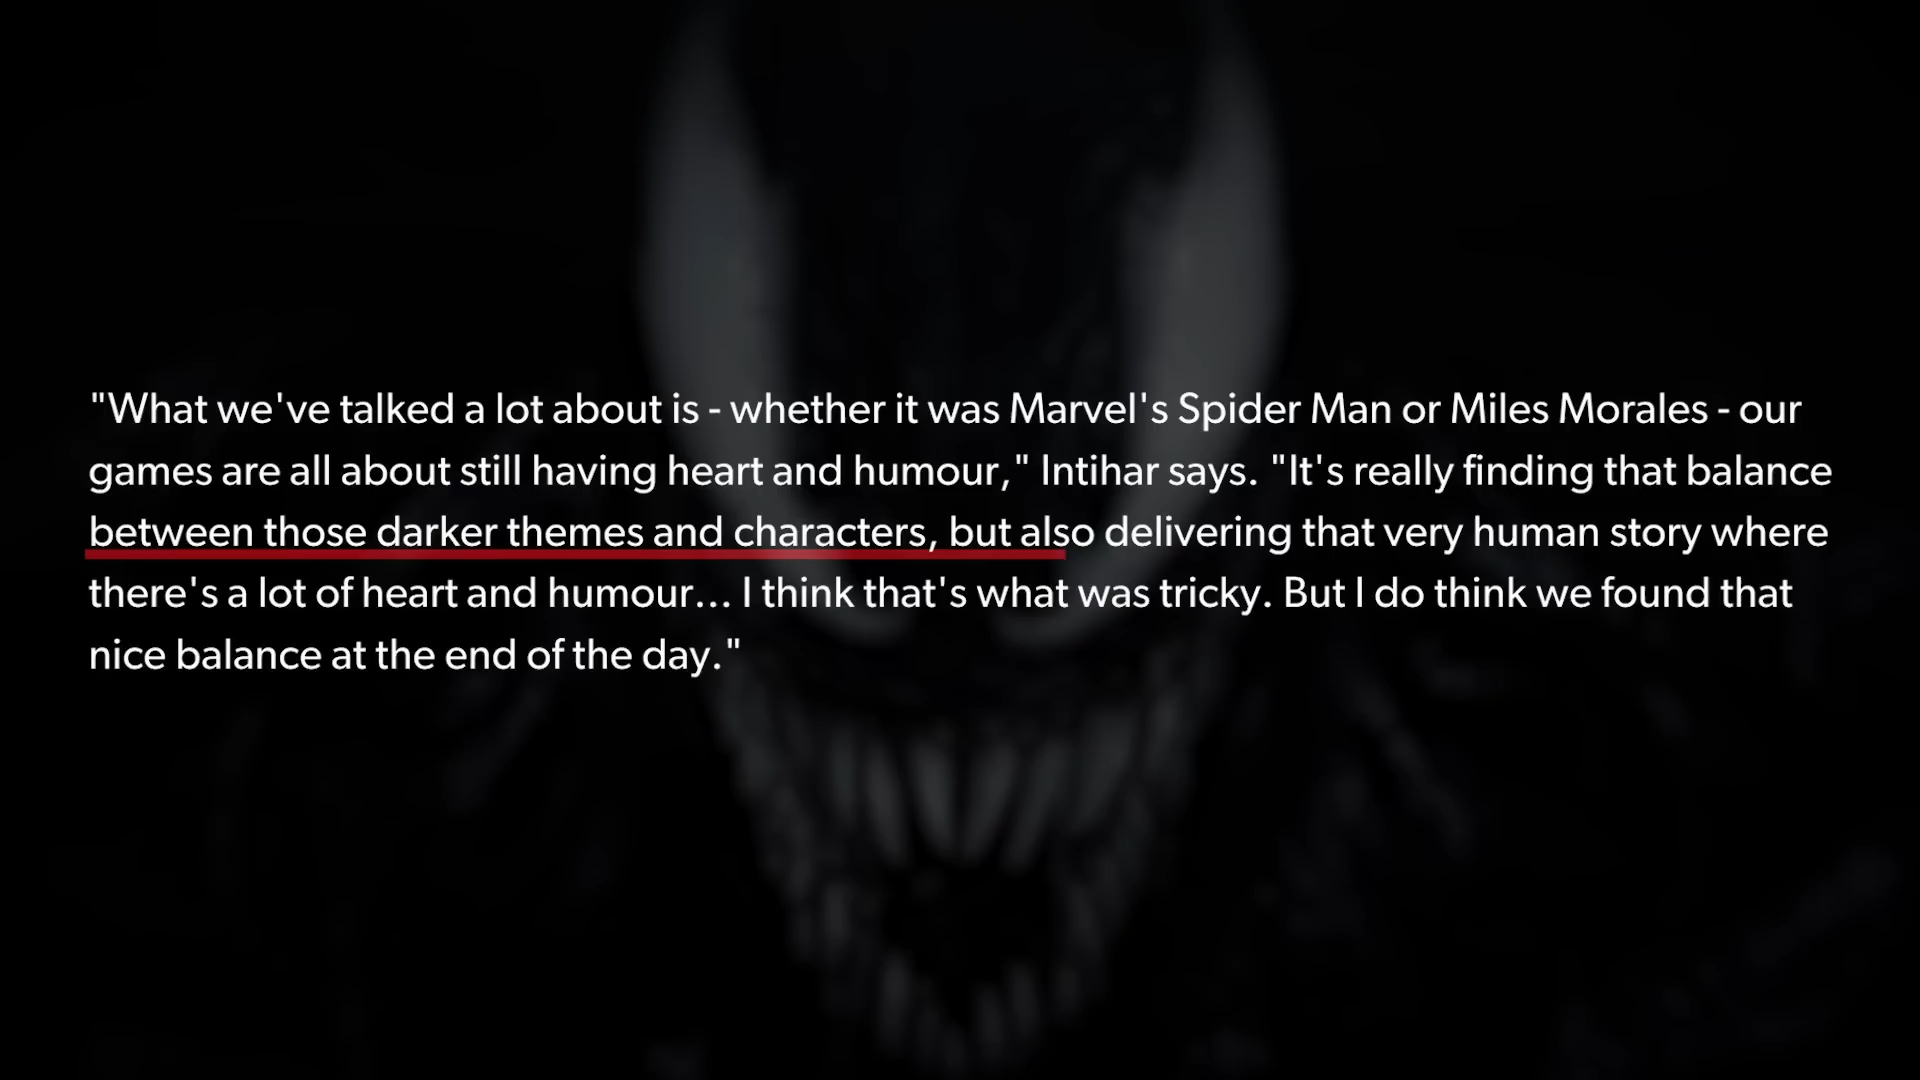 "What we've talked a lot about is - whether it was Marvel's Spider Man or Miles Morales - our
games are all about still having heart and humour," Intihar says. "It's really finding that balance
between those darker themes and characters, but also delivering that very human story where
there's a lot of heart and humour... I think that's what was tricky. But I do think we found that
nice balance at the end of the day."